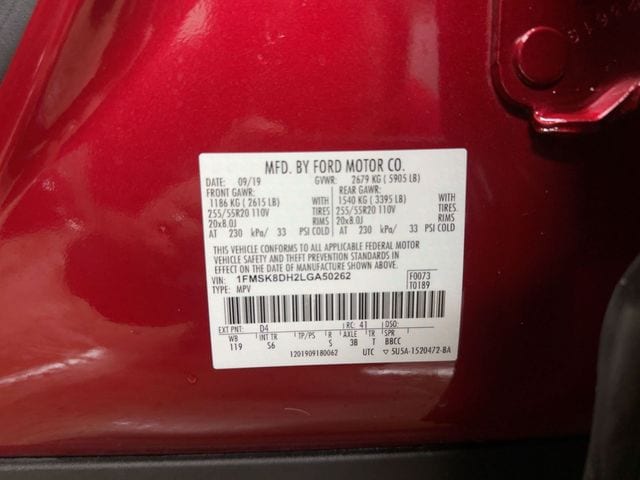 MFD. BY FORD MOTOR CO.
DATE: 09/19 GVWR: 2679 KG ( 5905 LB)
FRONT GAWR: REAR GAWR:
1186 KG ( 2615 LB) WITH 1540 KG ( 3395 LB) WITH
255/55R20 110V TIRES 255/55R20 110V TIRES
20x8.0J RIMS 20x8.0J RIMS
AT 230 kPa/ 33 PSI COLD AT 230 kPa/ 33 PSI COLD
THIS VEHICLE CONFORMS TO ALL APPLICABLE FEDERAL MOTOR
VEHICLE SAFETY AND THEFT PREVENTION STANDARDS IN
EFFECT ON THE DATE OF MANUFACTURE SHOWN ABOVE.
VIN: 1FMSK8DH2LGA50262 F0073
TYPE: MPV T0189
EXT PNT: D4 RC: 41 DSO:
WB INT TR TP/PS R AXLE TR SPR
119 S6 S 3B T BBCC
1201909180062 UTC ▽5U5A-1520472-BA